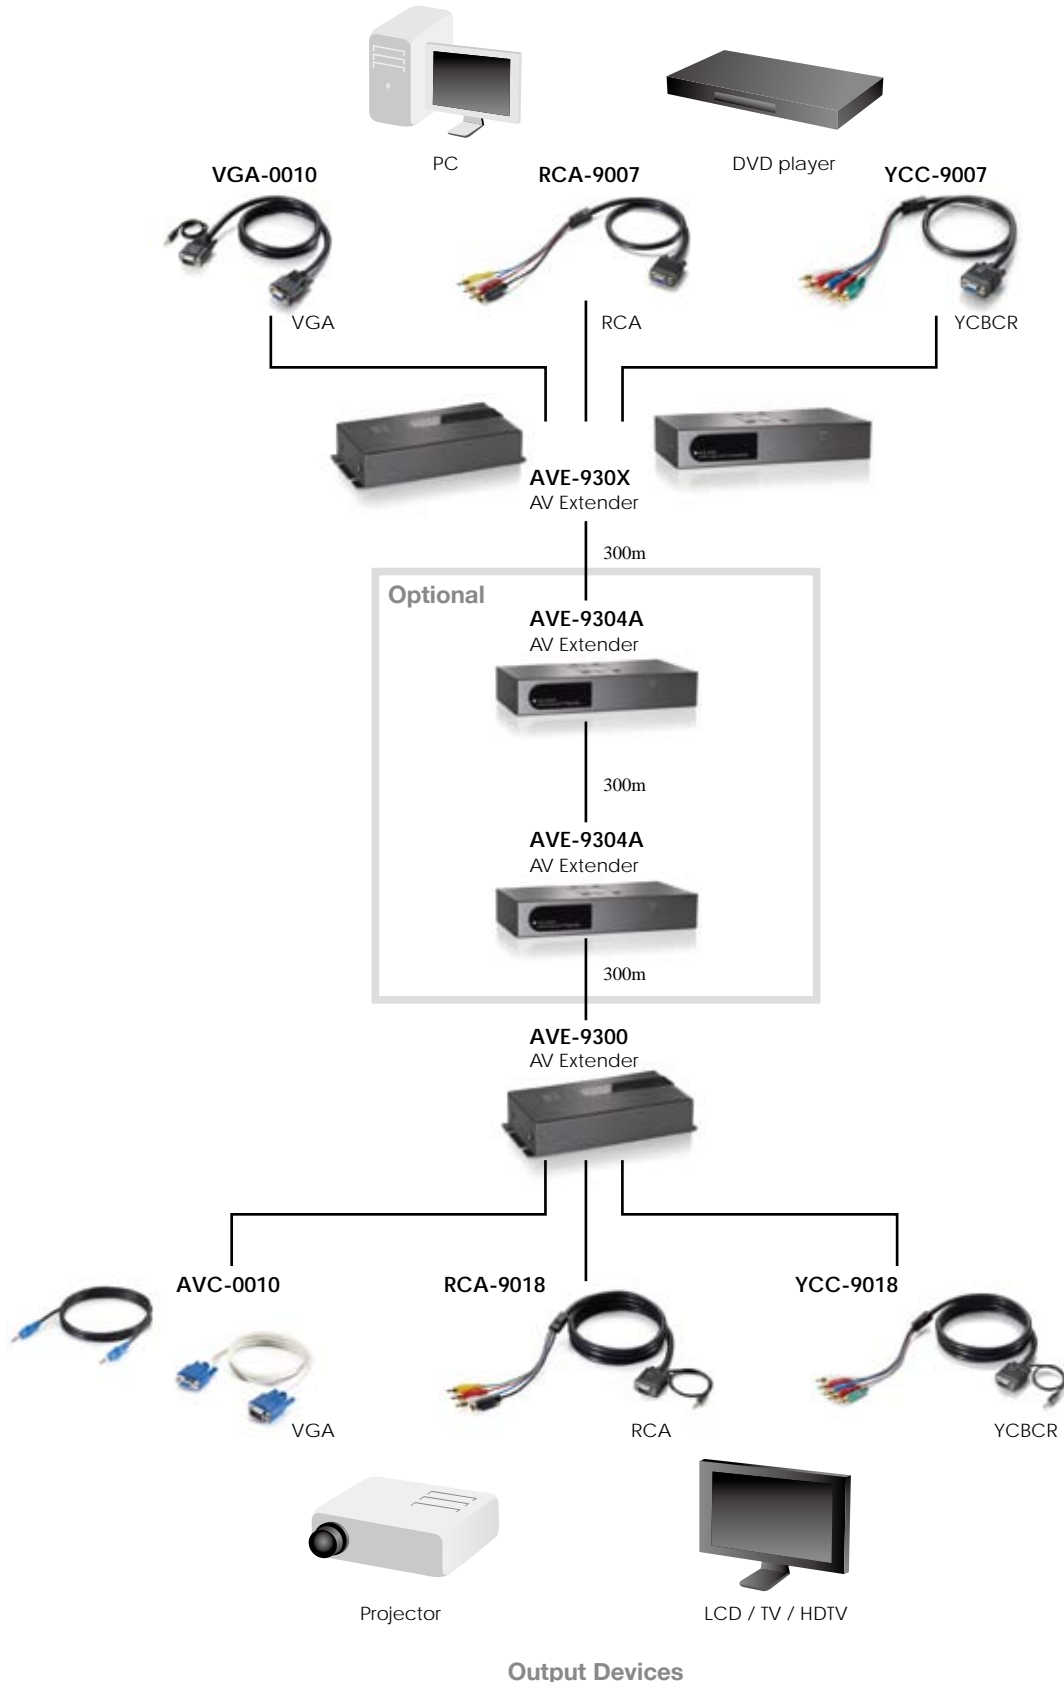 PC
DVD player
VGA-0010
RCA-9007
YCC-9007
VGA
RCA
YCBCR
AVE-930X
AV Extender
300m
Optional
AVE-9304A
AV Extender
300m
AVE-9304A
AV Extender
300m
AVE-9300
AV Extender
AVC-0010
RCA-9018
YCC-9018
VGA
RCA
YCBCR
Projector
LCD / TV / HDTV
Output Devices